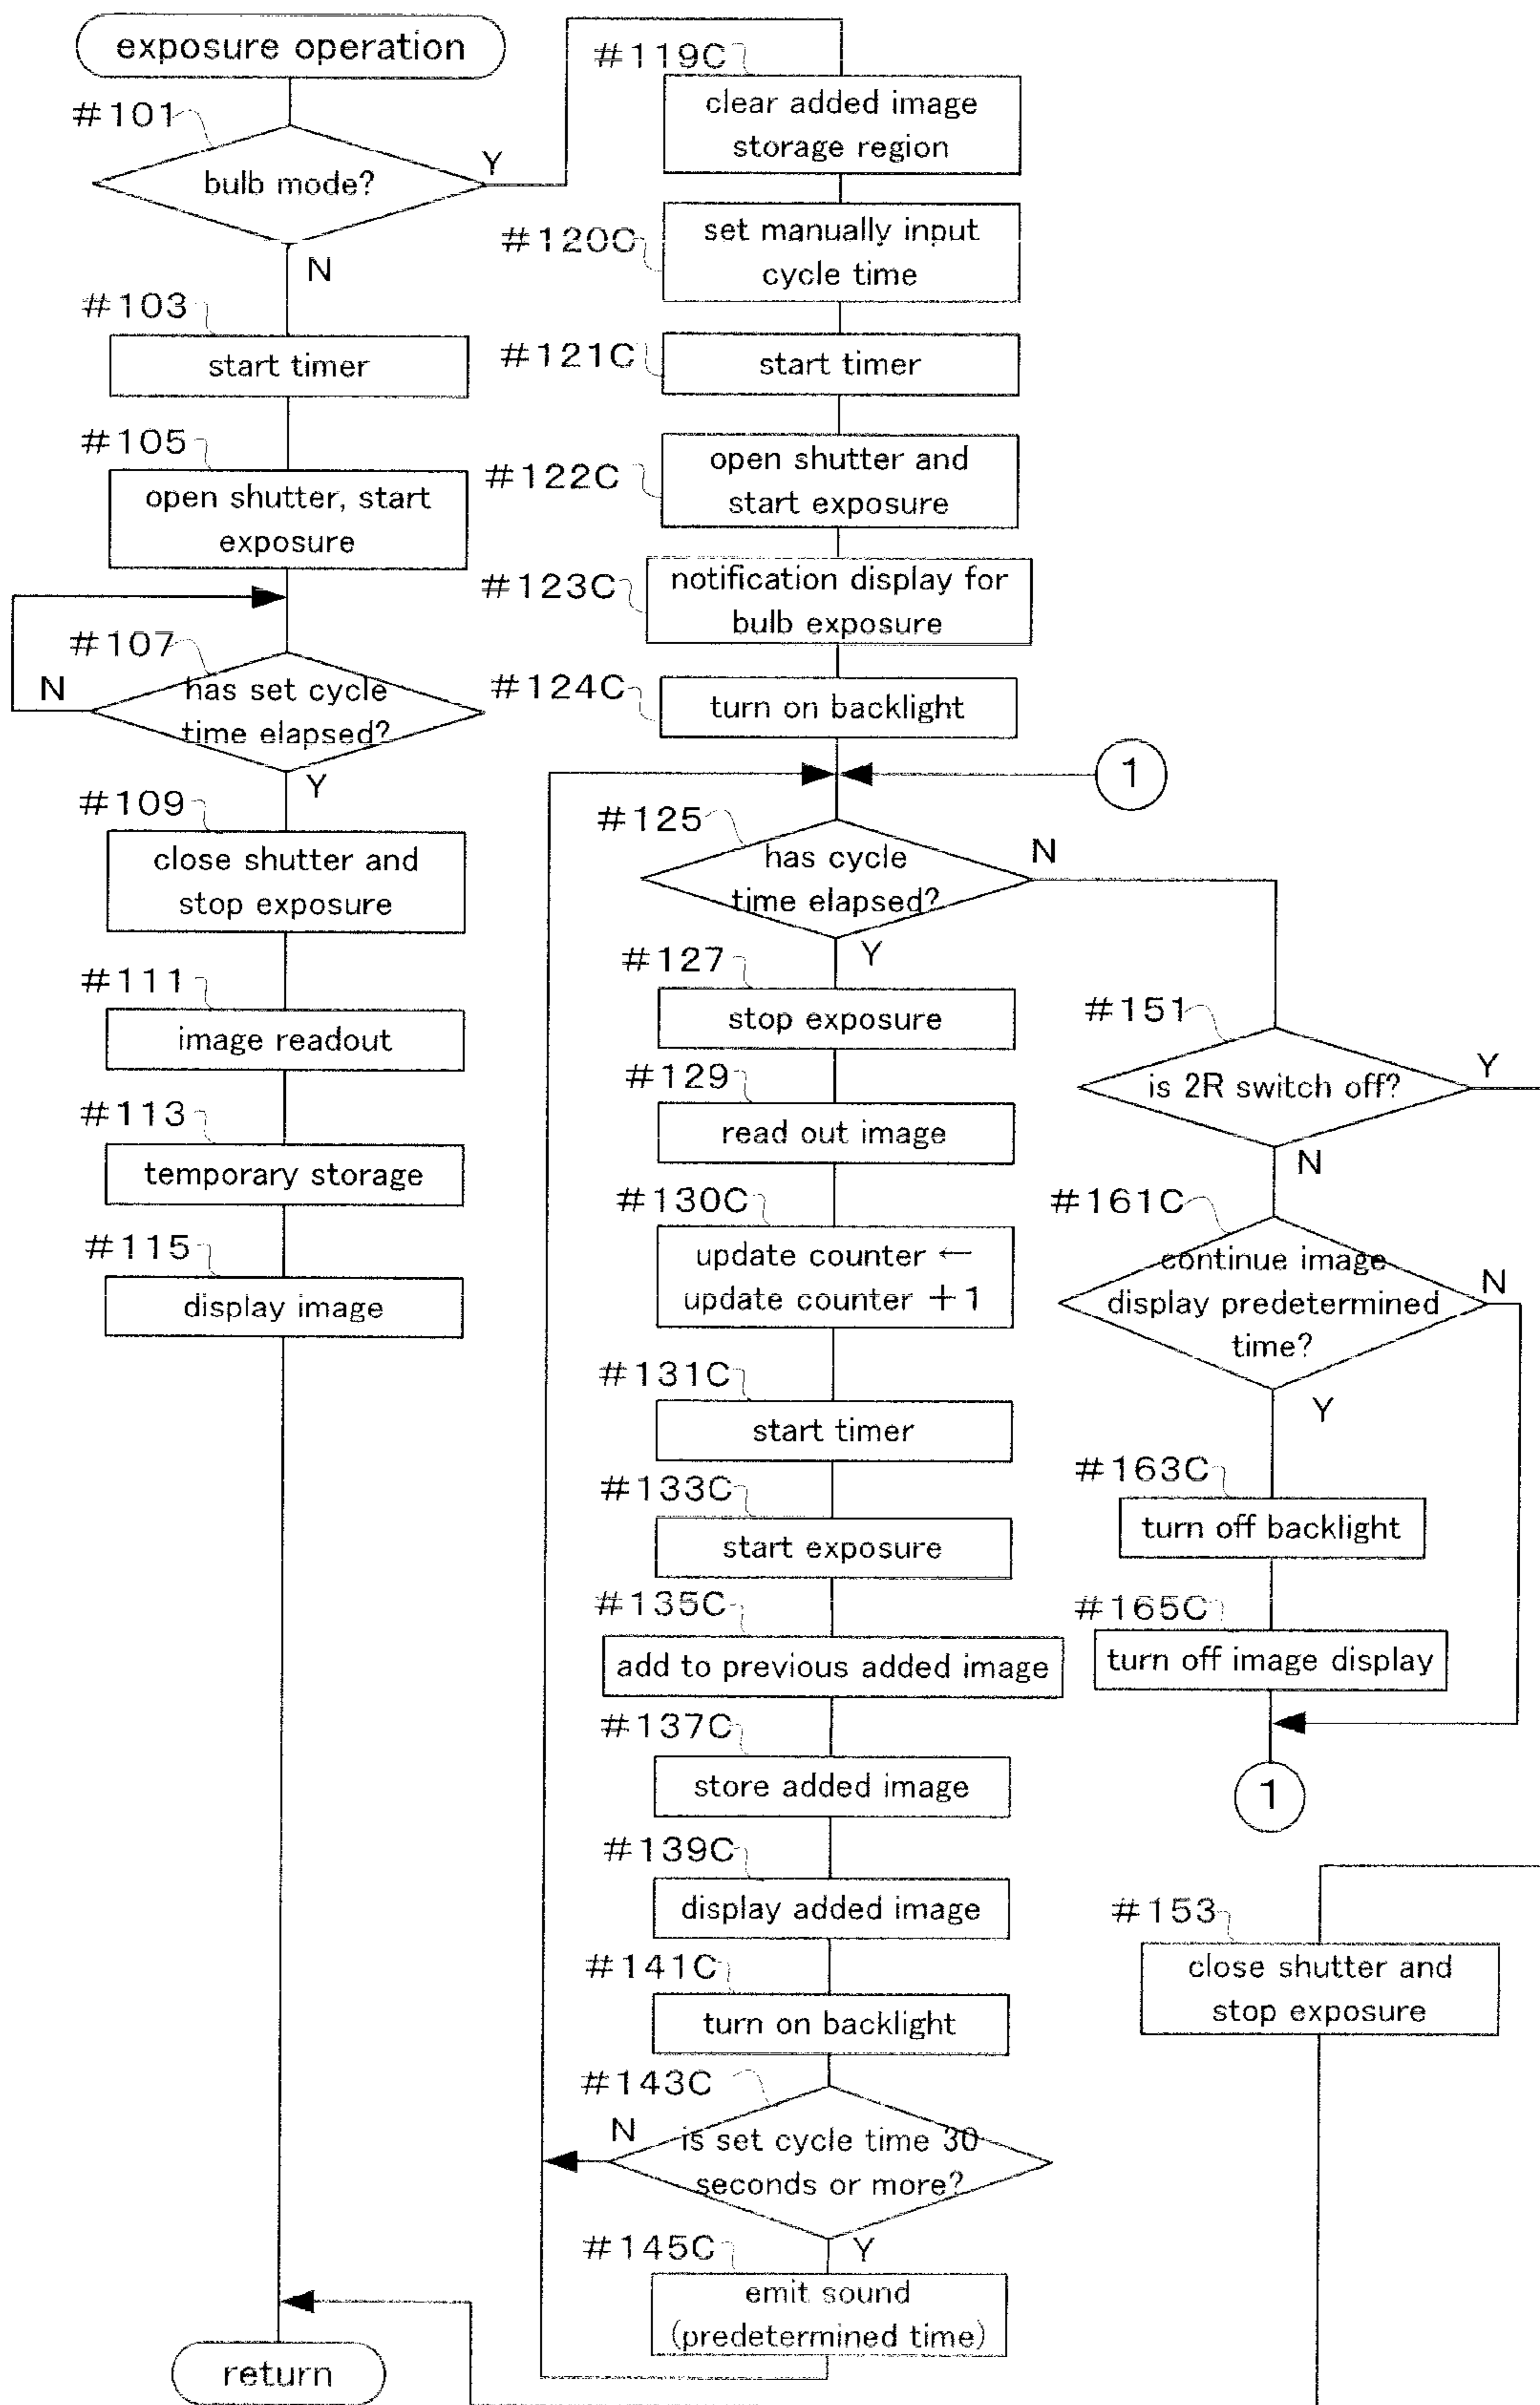 exposure operation
#101
bulb mode?
Y
N
#103
start timer
#105
open shutter, start
exposure
#107
has set cycle
time elapsed?
N
Y
#109
close shutter and
stop exposure
#111
image readout
#113
temporary storage
#115
display image
return
#119C
clear added image
storage region
#120C
set manually input
cycle time
#121C
start timer
#122C
open shutter and
start exposure
#123C
notification display for
bulb exposure
#124C
turn on backlight
1
#125
has cycle
time elapsed?
N
Y
#127
stop exposure
#129
read out image
#130C
update counter ←
update counter +1
#131C
start timer
#133C
start exposure
#135C
add to previous added image
#137C
store added image
#139C
display added image
#141C
turn on backlight
#143C
is set cycle time 30
seconds or more?
N
Y
#145C
emit sound
(predetermined time)
#151
is 2R switch off?
Y
N
#161C
continue image
display predetermined
time?
N
Y
#163C
turn off backlight
#165C
turn off image display
1
#153
close shutter and
stop exposure